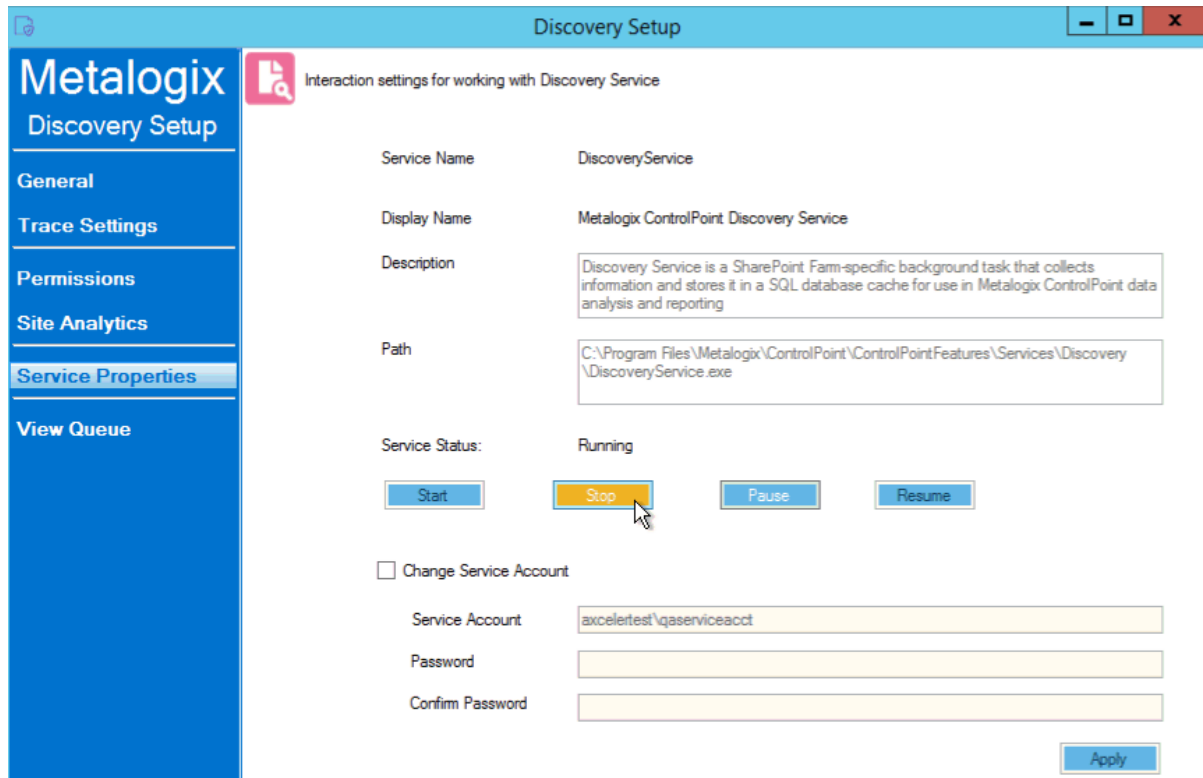 Discovery Setup
x
Metalogix
Discovery Setup
General
Trace Settings
Permissions
Site Analytics
Service Properties
View Queue
Interaction settings for working with Discovery Service
Service Name DiscoveryService
Display Name Metalogix ControlPoint Discovery Service
Description
Discovery Service is a SharePoint Farm-specific background task that collects
information and stores it in a SQL database cache for use in Metalogix ControlPoint data
analysis and reporting
Path
C:\Program Files\Metalogix\ControlPoint\ControlPointFeatures\Services\Discovery
\DiscoveryService.exe
Service Status: Running
Start Stop Pause Resume
Change Service Account
Service Account axcelertest\qaserviceacct
Password
Confirm Password
Apply